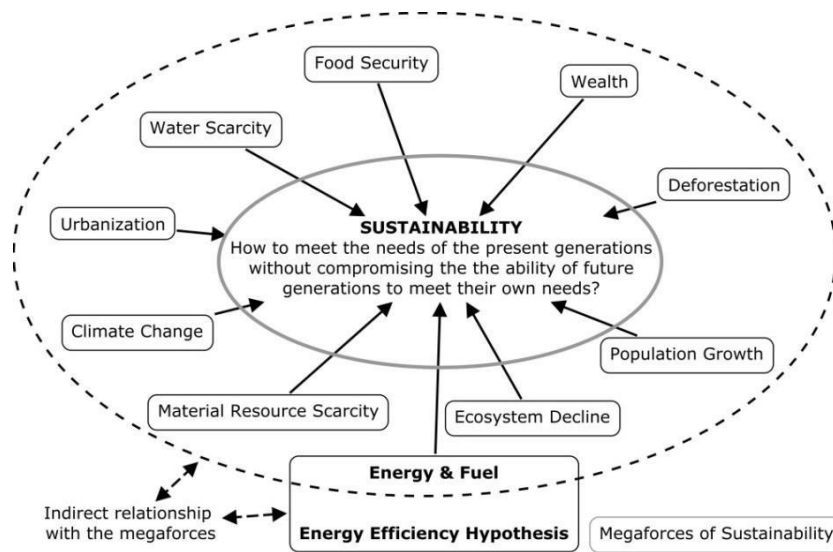 Food Security
Wealth
Water Scarcity
Deforestation
Urbanization
SUSTAINABILITY
How to meet the needs of the present generations
without compromising the the ability of future
generations to meet their own needs?
Climate Change
Population Growth
Material Resource Scarcity
Ecosystem Decline
Energy & Fuel
Indirect relationship
with the megaforces
Energy Efficiency Hypothesis
Megaforces of Sustainability